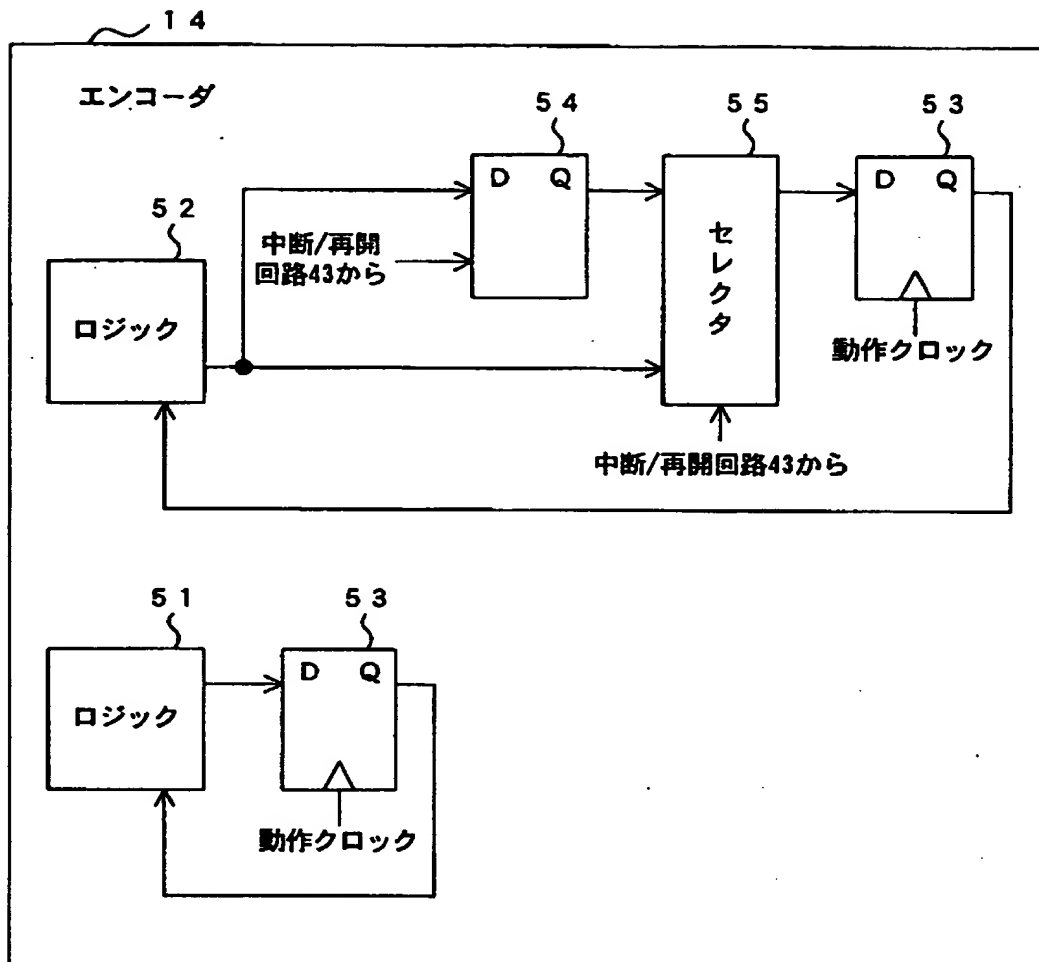 14
エンコーダ
54
55
53
D Q
D Q
52
中断/再開
回路43から
セレクタ
ロジック
動作クロック
中断/再開回路43から
51
53
D Q
ロジック
動作クロック